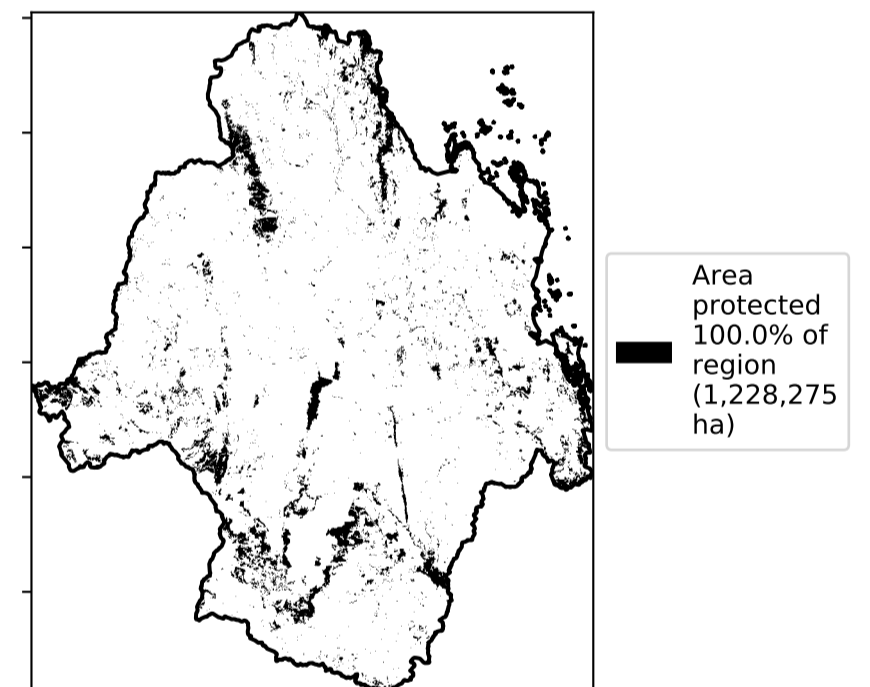 Area
protected
100.0% of
region
(1,228,275
ha)